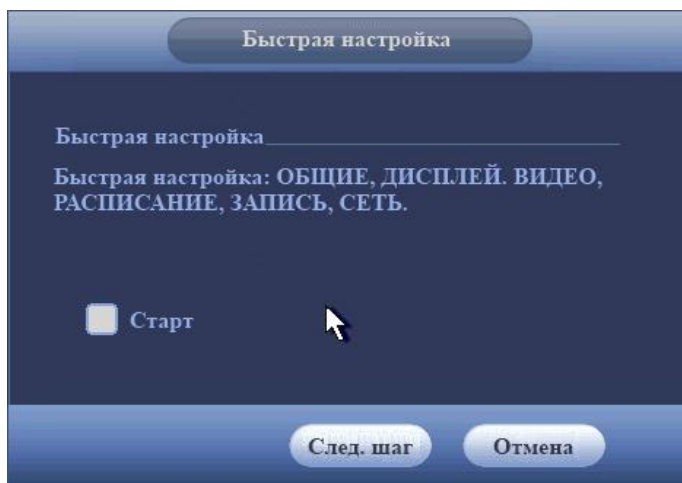 Быстрая настройка
Быстрая настройка
Быстрая настройка: ОБЩИЕ, ДИСПЛЕЙ. ВИДЕО,
РАСПИСАНИЕ, ЗАПИСЬ, СЕТЬ.
Старт
След. шаг Отмена